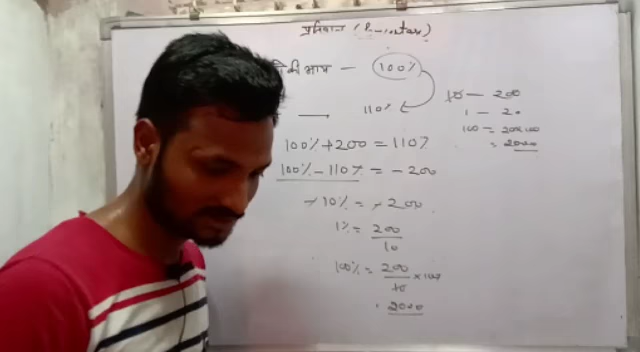 प्रतिशत (
की आय — 100%
— 110%
100% + 200 = 110%
100% - 110% = - 200
- 10% = - 200
1% = 200/10
100% = 200/10 × 100
= 2000
10 — 200
1 — 20
100 = 20×100
= 2000